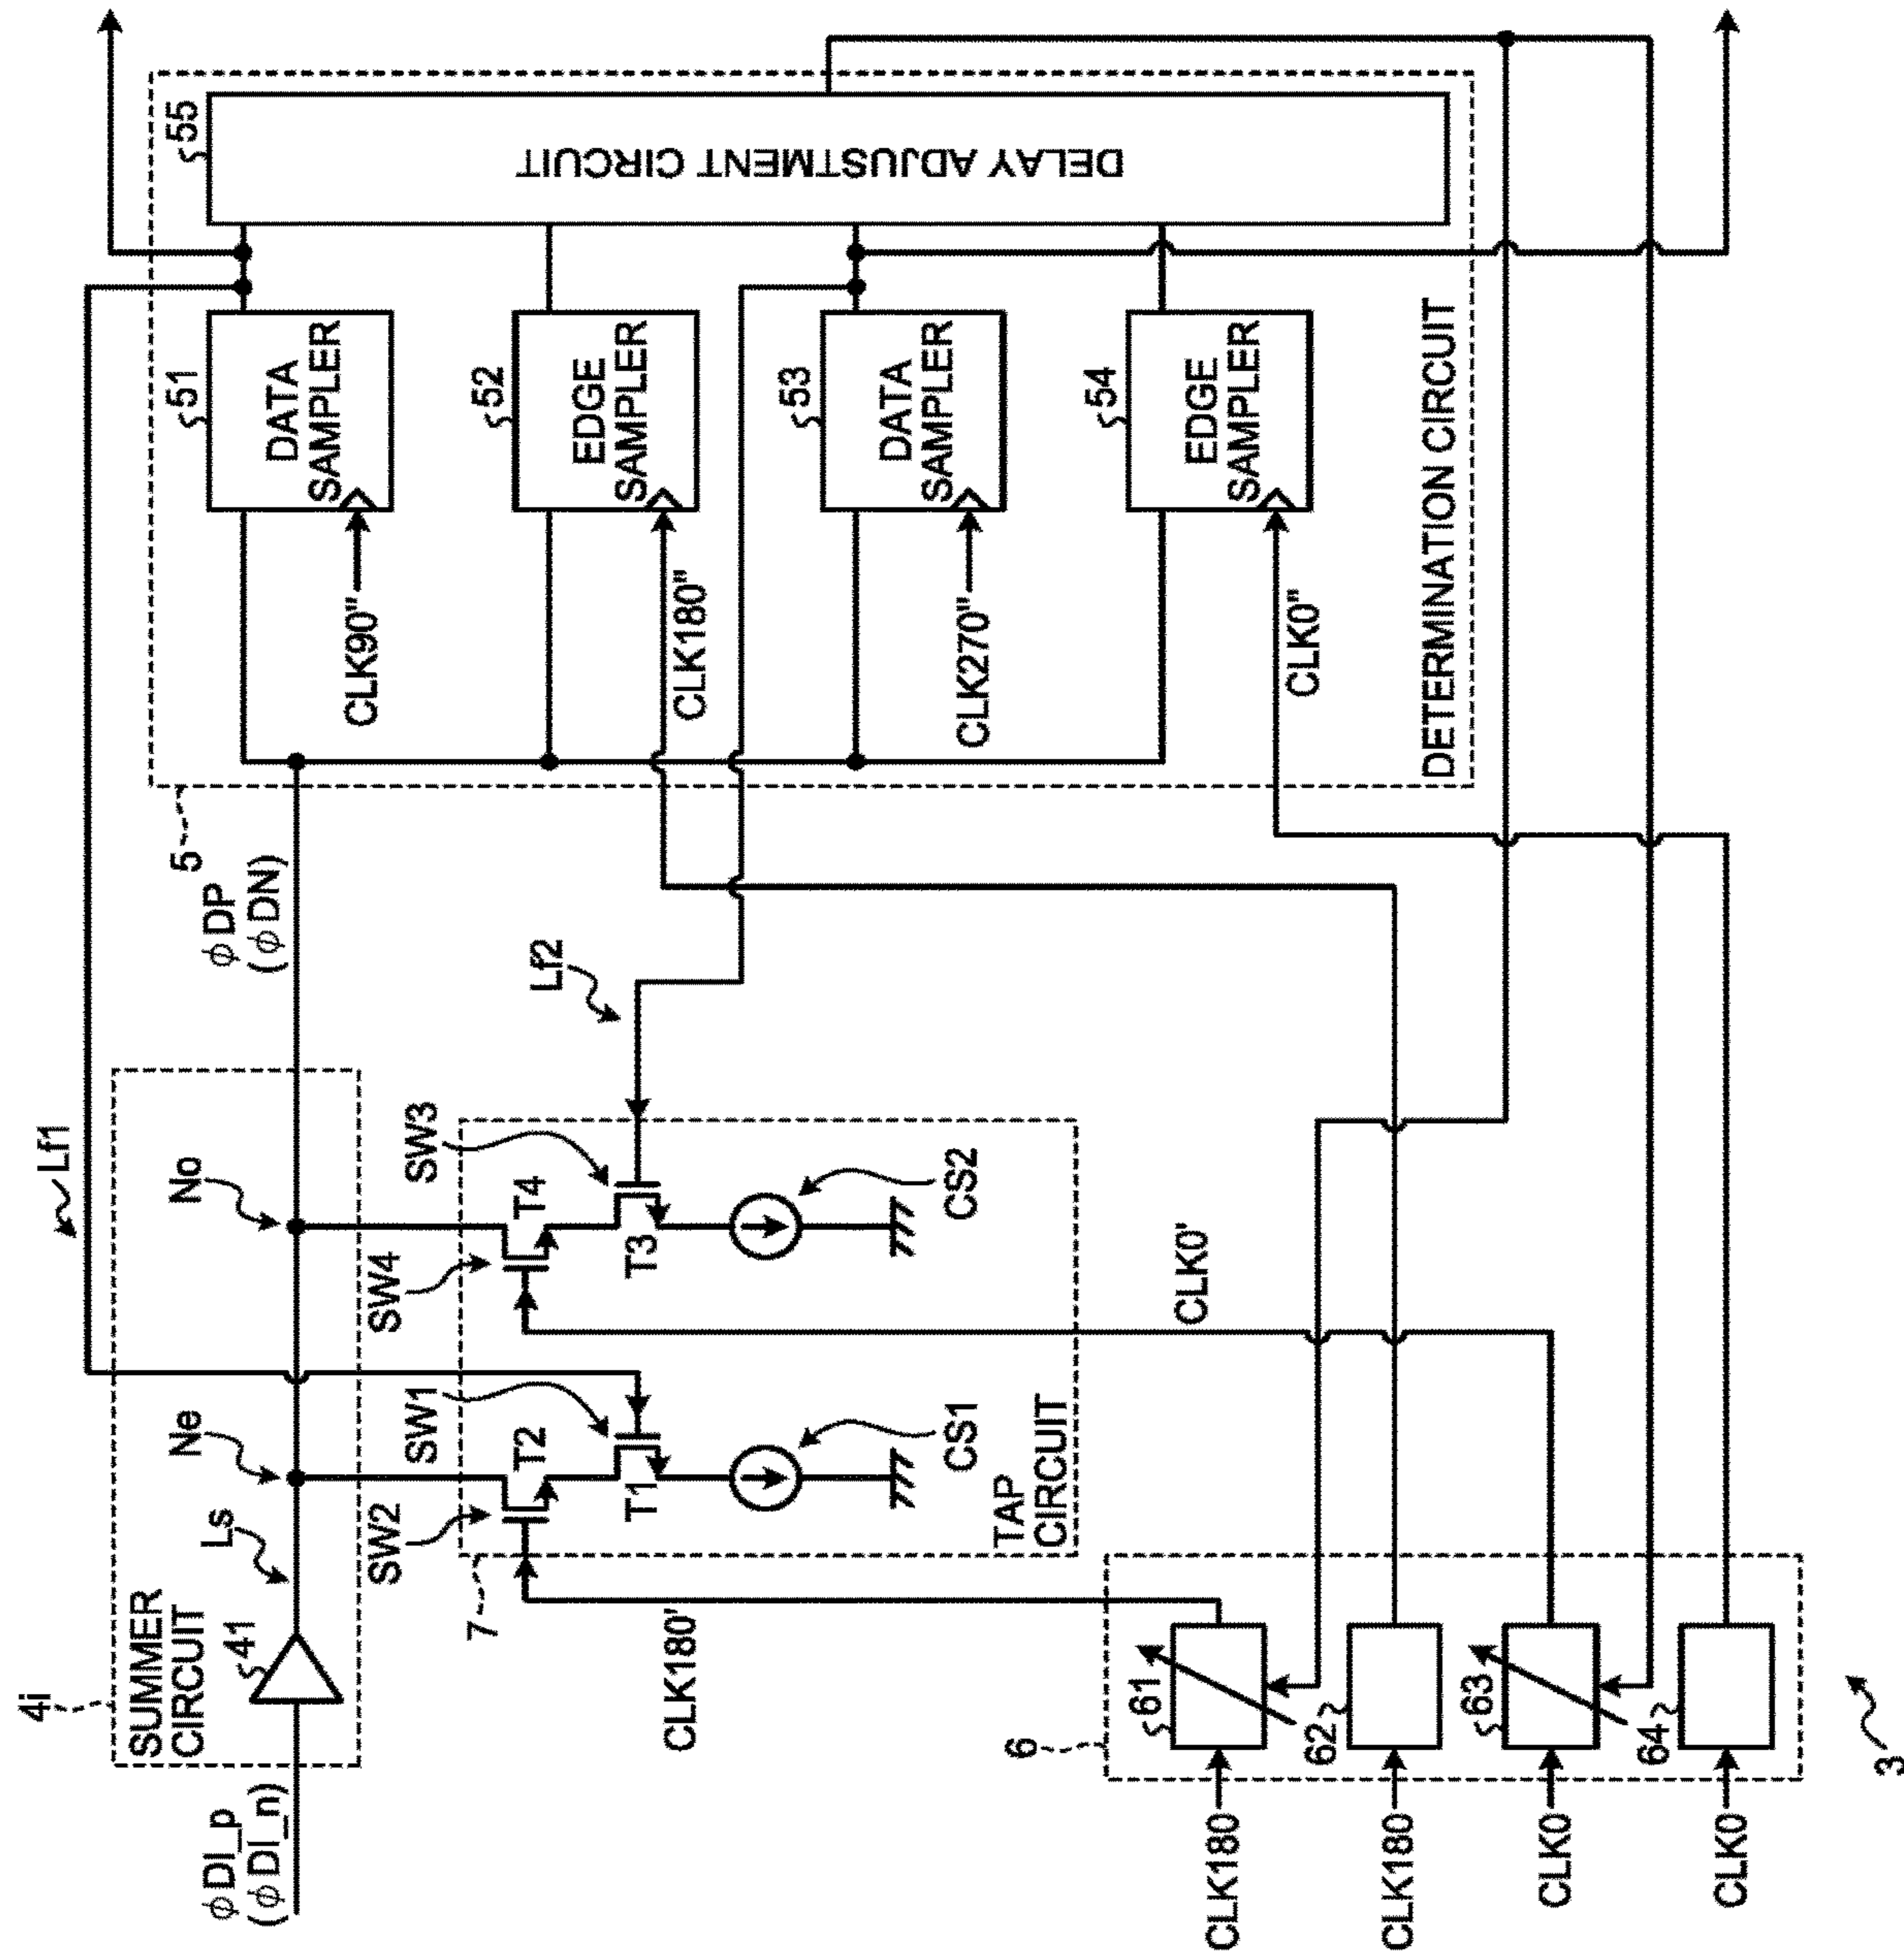 φDI_p
(φDI_n)
4i
SUMMER
CIRCUIT
41
Ls
Ne
No
Lf1
φDP
(φDN)
5
51
DATA
SAMPLER
CLK90"
52
EDGE
SAMPLER
CLK180"
53
DATA
SAMPLER
CLK270"
54
EDGE
SAMPLER
CLK0"
55
DELAY ADJUSTMENT CIRCUIT
DETERMINATION CIRCUIT
Lf2
SW2
T2
SW1
T1
CS1
SW4
T4
SW3
T3
CS2
7
TAP
CIRCUIT
CLK180'
CLK0'
6
CLK180
61
CLK180
62
CLK0
63
CLK0
64
3